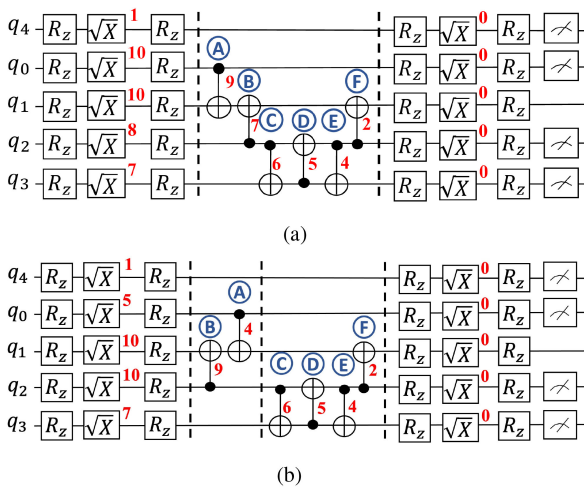 q4 Rz √X 1 Rz Rz √X 0 Rz
q0 Rz √X 10 Rz A 9 Rz √X 0 Rz
q1 Rz √X 10 Rz B 7 F 2 Rz √X 0 Rz
q2 Rz √X 8 Rz C 6 D 5 E 4 Rz √X 0 Rz
q3 Rz √X 7 Rz Rz √X 0 Rz
(a)
q4 Rz √X 1 Rz Rz √X 0 Rz
q0 Rz √X 5 Rz A 4 Rz √X 0 Rz
q1 Rz √X 10 Rz B 9 F 2 Rz √X 0 Rz
q2 Rz √X 10 Rz C 6 D 5 E 4 Rz √X 0 Rz
q3 Rz √X 7 Rz Rz √X 0 Rz
(b)